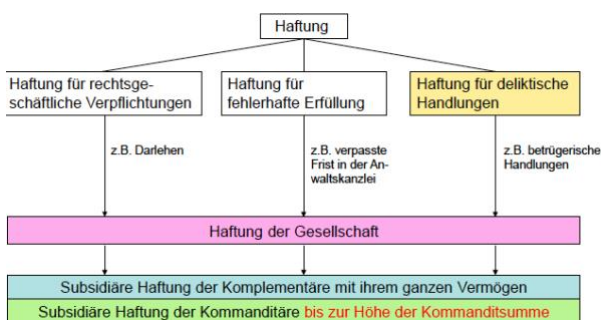 Haftung
Haftung für rechtsge-
schäftliche Verpflichtungen
Haftung für
fehlerhafte Erfüllung
Haftung für deliktische
Handlungen
z.B. Darlehen
z.B. verpasste
Frist in der An-
waltskanzlei
z.B. betrügerische
Handlungen
Haftung der Gesellschaft
Subsidiäre Haftung der Komplementäre mit ihrem ganzen Vermögen
Subsidiäre Haftung der Kommanditäre bis zur Höhe der Kommanditsumme